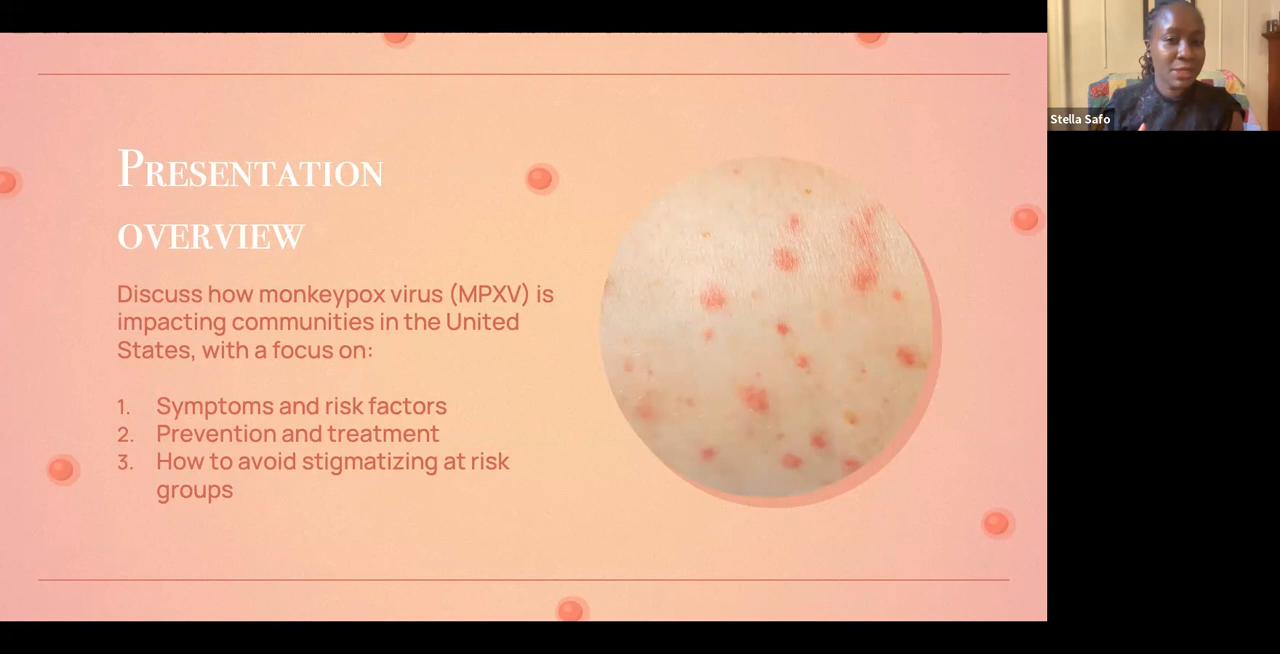 Presentation
overview
Discuss how monkeypox virus (MPXV) is
impacting communities in the United
States, with a focus on:
1. Symptoms and risk factors
2. Prevention and treatment
3. How to avoid stigmatizing at risk
groups
Stella Safo